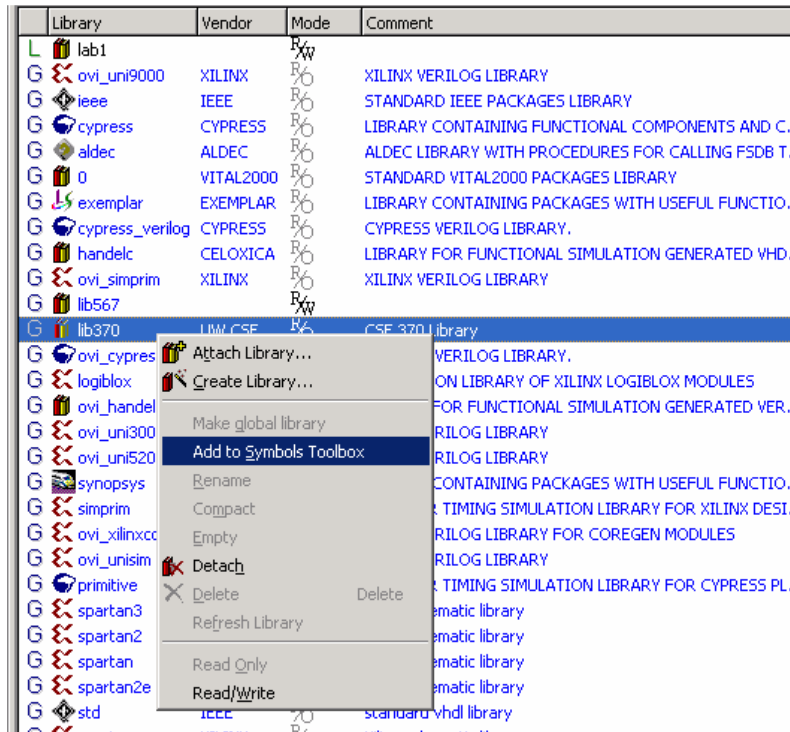 Library Vendor Mode Comment
L lab1 R/W
G ovi_uni9000 XILINX R/O XILINX VERILOG LIBRARY
G ieee IEEE R/O STANDARD IEEE PACKAGES LIBRARY
G cypress CYPRESS R/O LIBRARY CONTAINING FUNCTIONAL COMPONENTS AND C.
G aldec ALDEC R/O ALDEC LIBRARY WITH PROCEDURES FOR CALLING FSDB T.
G 0 VITAL2000 R/O STANDARD VITAL2000 PACKAGES LIBRARY
G exemplar EXEMPLAR R/O LIBRARY CONTAINING PACKAGES WITH USEFUL FUNCTIO.
G cypress_verilog CYPRESS R/O CYPRESS VERILOG LIBRARY.
G handelc CELOXICA R/O LIBRARY FOR FUNCTIONAL SIMULATION GENERATED VHD.
G ovi_simprim XILINX R/O XILINX VERILOG LIBRARY
G lib567 R/W
G lib370 UW CSE R/O CSE 370 Library
G ovi_cypres VERILOG LIBRARY.
G logiblox ON LIBRARY OF XILINX LOGIBLOX MODULES
G ovi_handel FOR FUNCTIONAL SIMULATION GENERATED VER.
G ovi_uni300 RILOG LIBRARY
G ovi_uni520 RILOG LIBRARY
G synopsys CONTAINING PACKAGES WITH USEFUL FUNCTIO.
G simprim TIMING SIMULATION LIBRARY FOR XILINX DESI.
G ovi_xilinxco RILOG LIBRARY FOR COREGEN MODULES
G ovi_unisim RILOG LIBRARY
G primitive TIMING SIMULATION LIBRARY FOR CYPRESS PL.
G spartan3 ematic library
G spartan2 ematic library
G spartan ematic library
G spartan2e ematic library
G std IEEE R/O standard vhdl library
Attach Library...
Create Library...
Make global library
Add to Symbols Toolbox
Rename
Compact
Empty
Detach
Delete Delete
Refresh Library
Read Only
Read/Write